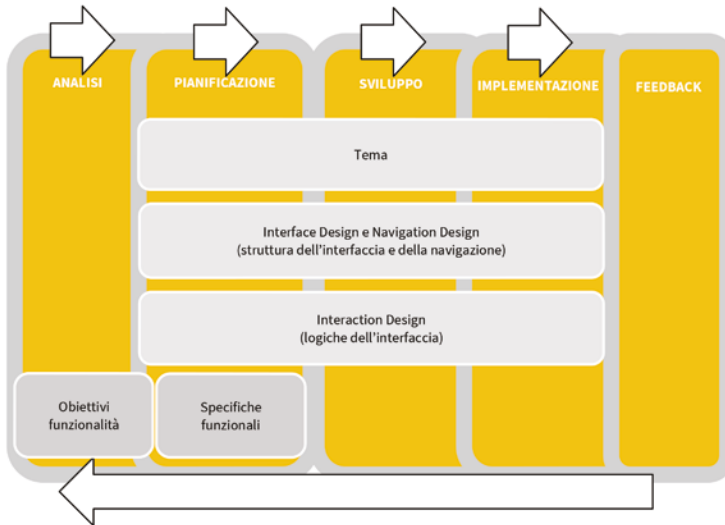 ANALISI
PIANIFICAZIONE
SVILUPPO
IMPLEMENTAZIONE
FEEDBACK
Tema
Interface Design e Navigation Design
(struttura dell'interfaccia e della navigazione)
Interaction Design
(logiche dell'interfaccia)
Obiettivi
funzionalità
Specifiche
funzionali